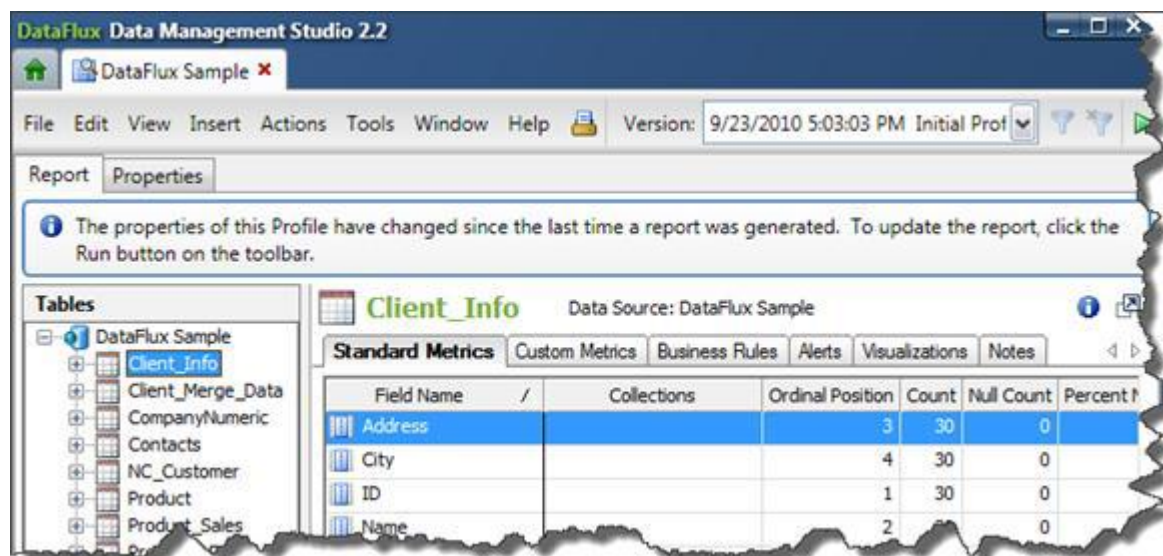 DataFlux Data Management Studio 2.2
DataFlux Sample
File Edit View Insert Actions Tools Window Help Version: 9/23/2010 5:03:03 PM Initial Prof
Report Properties
The properties of this Profile have changed since the last time a report was generated. To update the report, click the
Run button on the toolbar.
Tables
DataFlux Sample
Client_Info
Client_Merge_Data
CompanyNumeric
Contacts
NC_Customer
Product
Product_Sales
Client_Info Data Source: DataFlux Sample
Standard Metrics Custom Metrics Business Rules Alerts Visualizations Notes
Field Name / Collections Ordinal Position Count Null Count Percent
Address 3 30 0
City 4 30 0
ID 1 30 0
Name 2 0